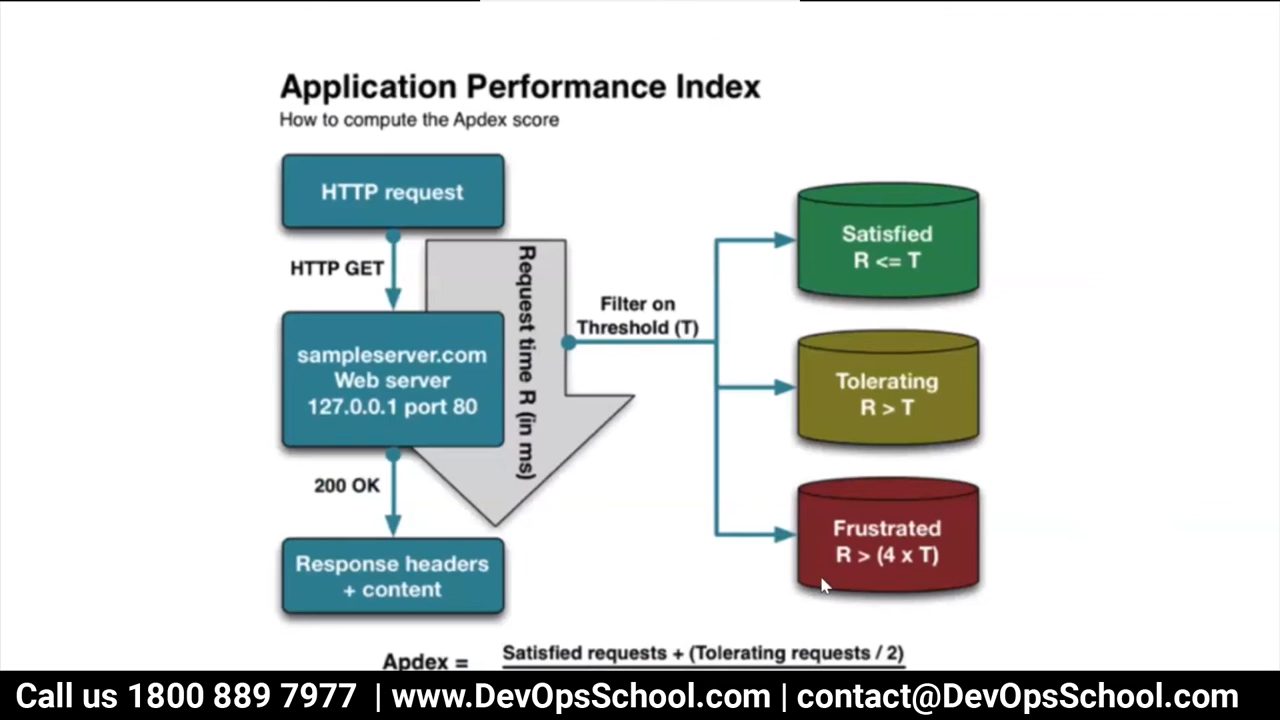 Application Performance Index
How to compute the Apdex score
HTTP request
HTTP GET
sampleserver.com
Web server
127.0.0.1 port 80
200 OK
Response headers
+ content
Request time R (in ms)
Filter on
Threshold (T)
Satisfied
R <= T
Tolerating
R > T
Frustrated
R > (4 x T)
Apdex =
Satisfied requests + (Tolerating requests / 2)
Call us 1800 889 7977 | www.DevOpsSchool.com | contact@DevOpsSchool.com